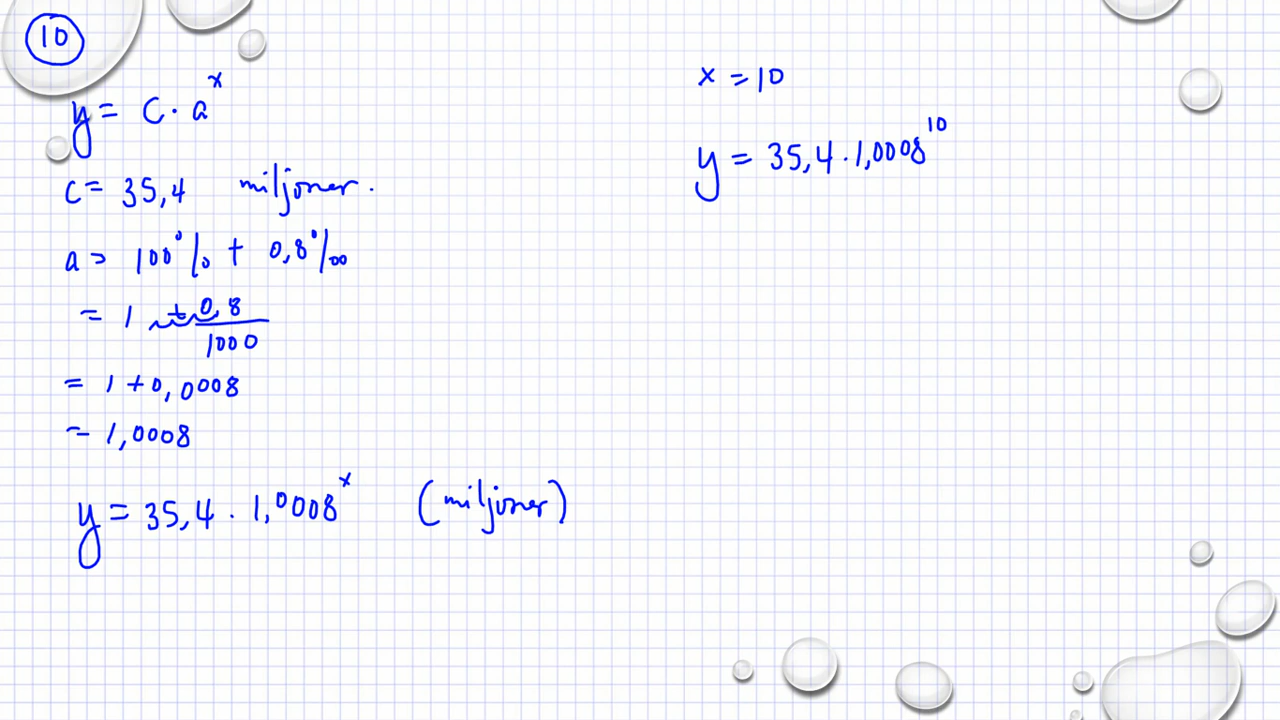 10
y = C · a^x
C = 35,4 miljoner.
a = 100% + 0,8‰
= 1 + 0,8/1000
= 1 + 0,0008
= 1,0008
y = 35,4 · 1,0008^x (miljoner)
x = 10
y = 35,4 · 1,0008^10